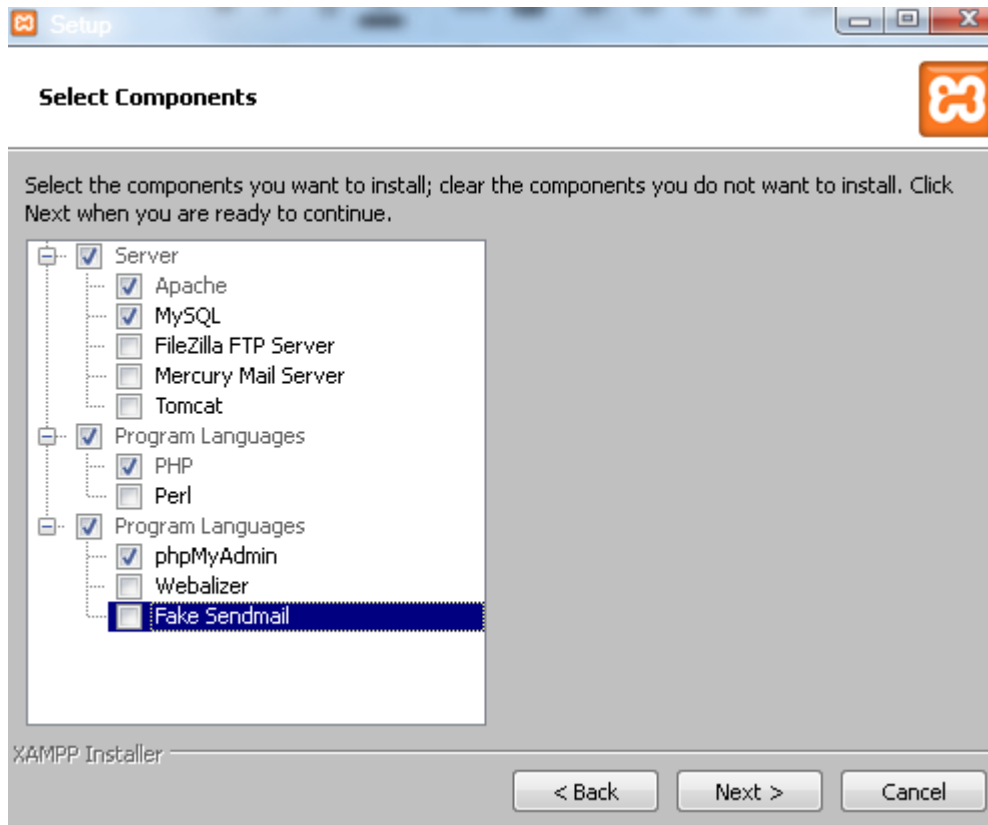 Setup
Select Components
Select the components you want to install; clear the components you do not want to install. Click
Next when you are ready to continue.
Server
Apache
MySQL
FileZilla FTP Server
Mercury Mail Server
Tomcat
Program Languages
PHP
Perl
Program Languages
phpMyAdmin
Webalizer
Fake Sendmail
XAMPP Installer
< Back Next > Cancel